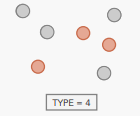 TYPE = 4